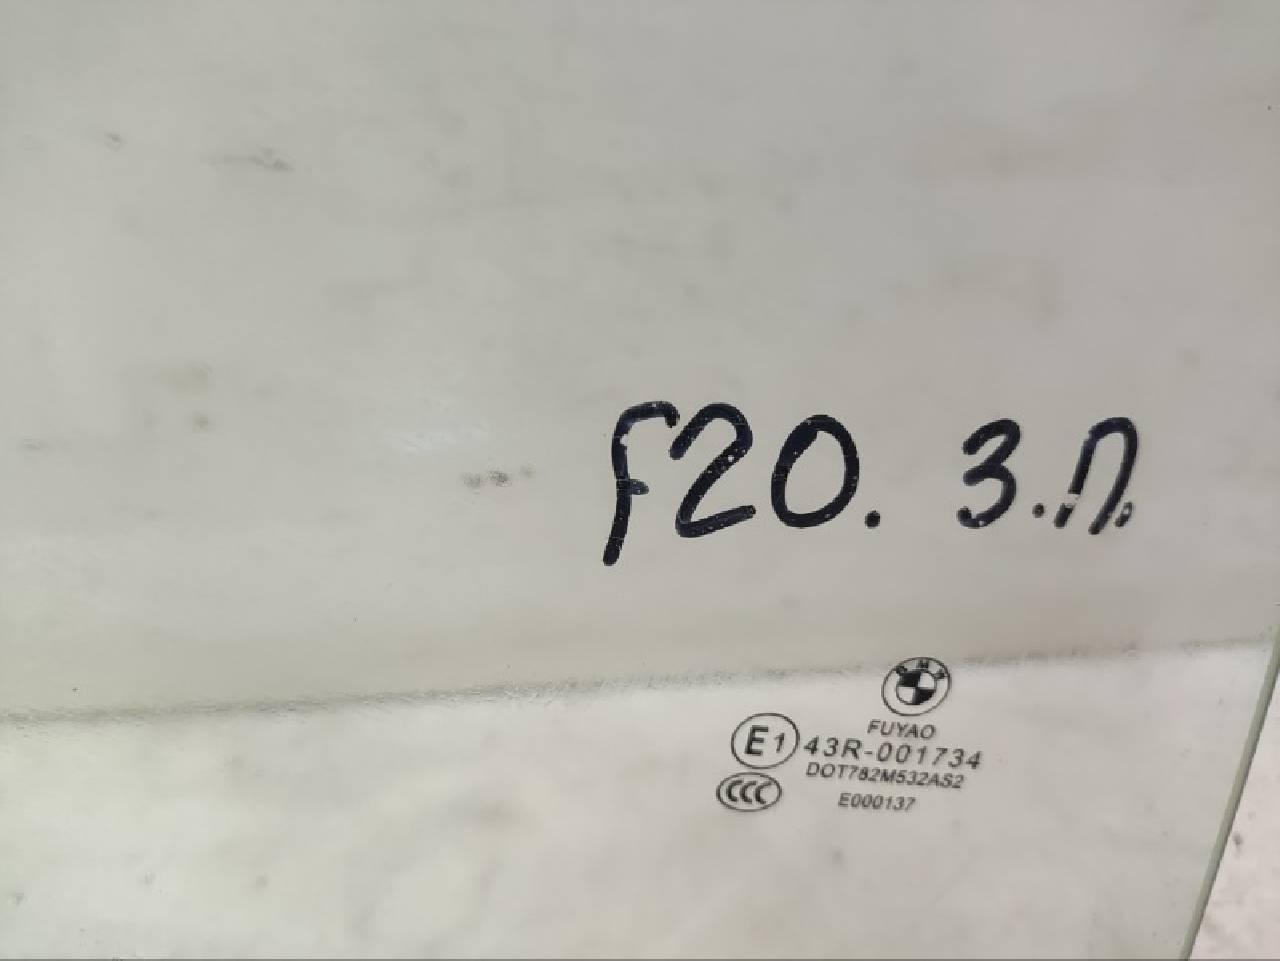 F20. З.П.
BMW
FUYAO
E1 43R-001734
DOT782M532AS2
CCC E000137